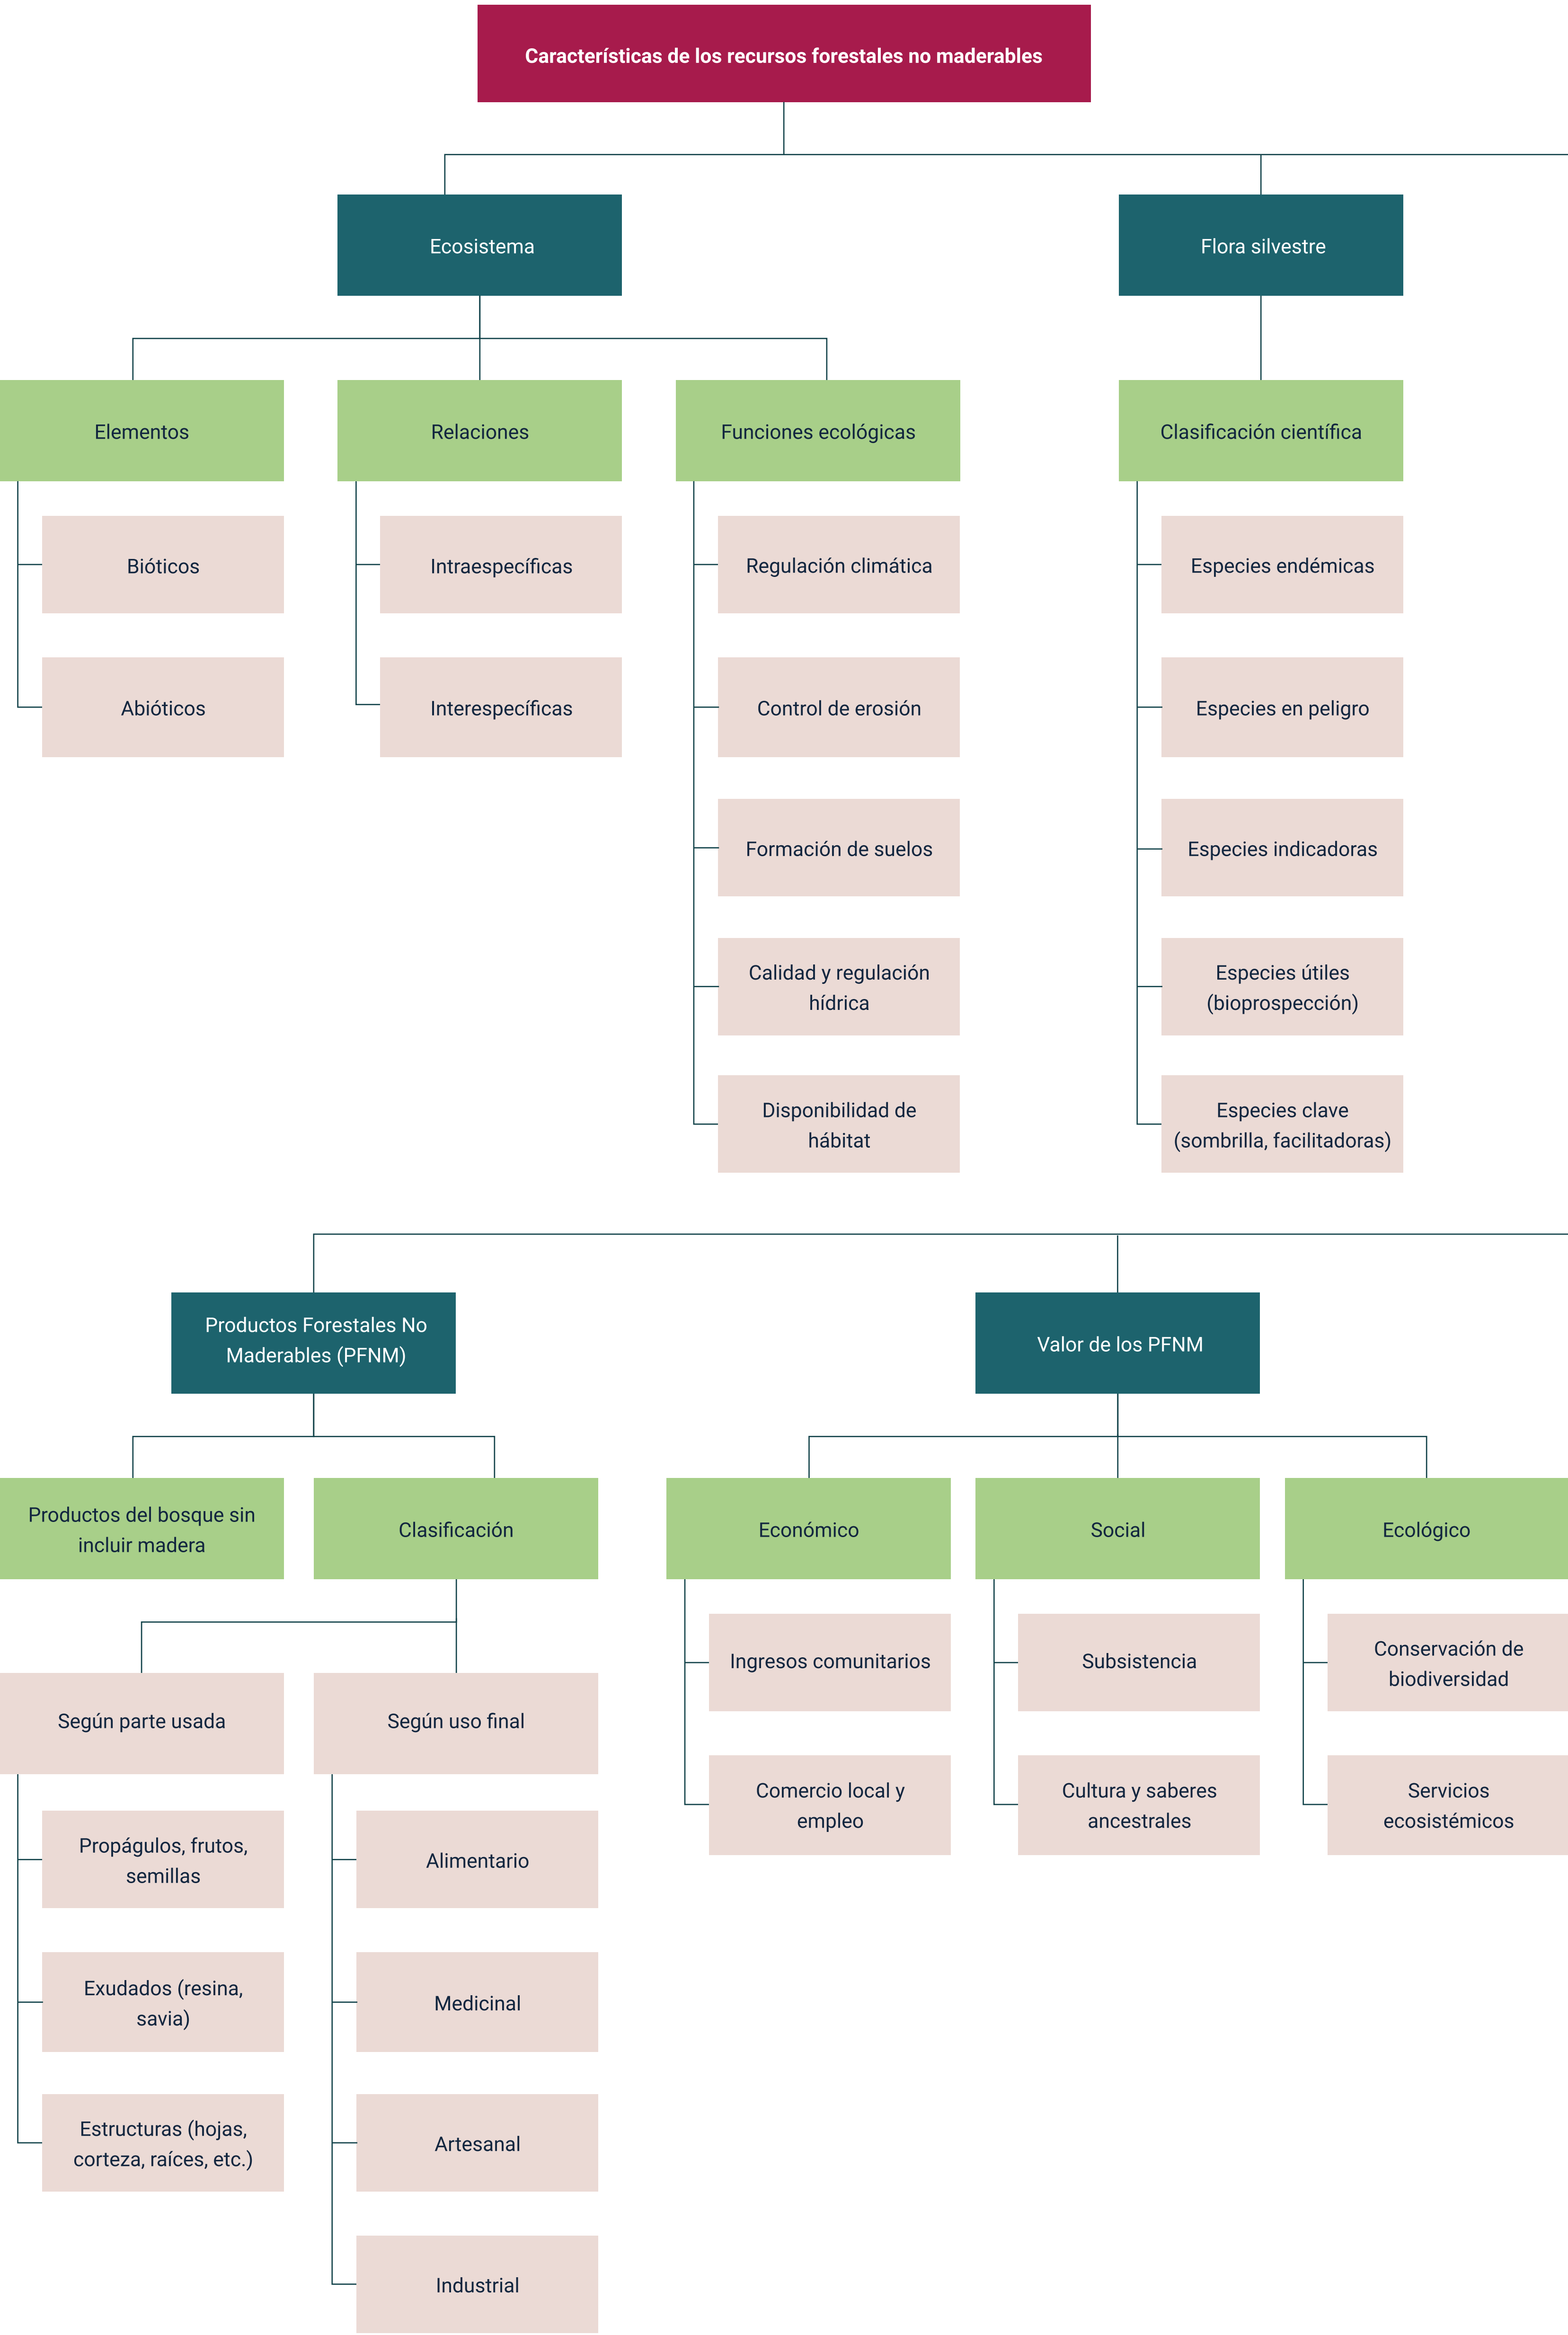 Características de los recursos forestales no maderables
Ecosistema
Flora silvestre
Elementos
Relaciones
Funciones ecológicas
Clasificación científica
Bióticos
Intraespecíficas
Regulación climática
Especies endémicas
Abióticos
Interespecíficas
Control de erosión
Especies en peligro
Formación de suelos
Especies indicadoras
Calidad y regulación
hídrica
Especies útiles
(bioprospección)
Disponibilidad de
hábitat
Especies clave
(sombrilla, facilitadoras)
Productos Forestales No
Maderables (PFNM)
Valor de los PFNM
Productos del bosque sin
incluir madera
Clasificación
Económico
Social
Ecológico
Según parte usada
Según uso final
Ingresos comunitarios
Subsistencia
Conservación de
biodiversidad
Comercio local y
empleo
Cultura y saberes
ancestrales
Servicios
ecosistémicos
Propágulos, frutos,
semillas
Alimentario
Exudados (resina,
savia)
Medicinal
Estructuras (hojas,
corteza, raíces, etc.)
Artesanal
Industrial